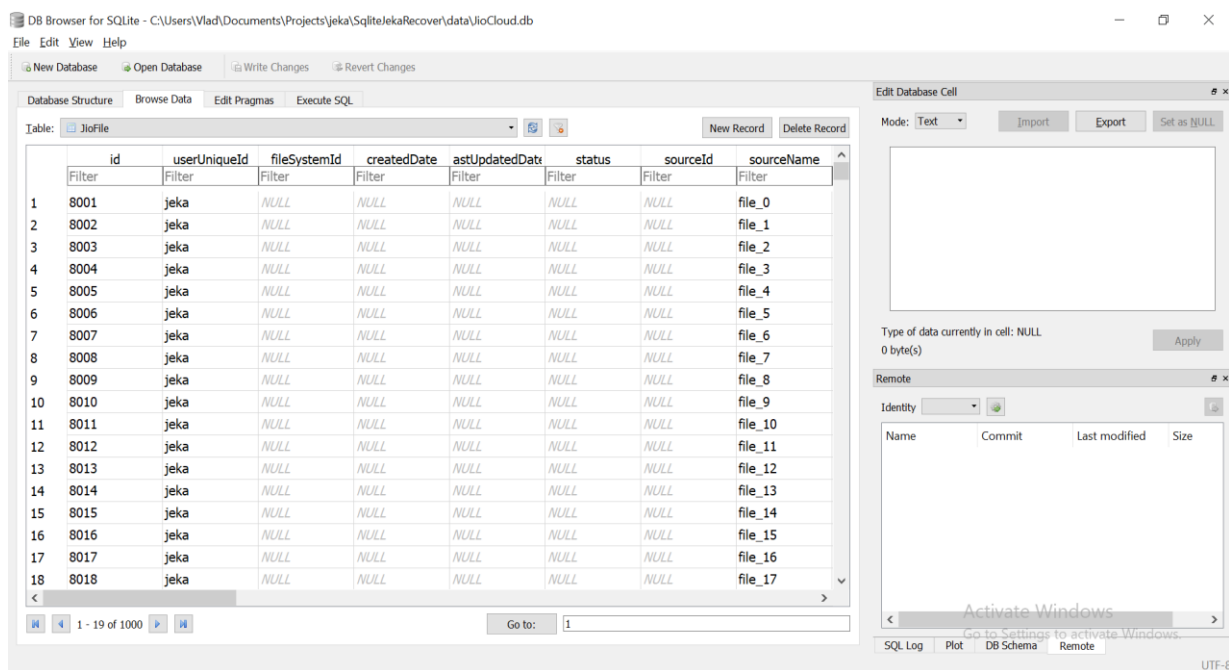 DB Browser for SQLite - C:\Users\Vlad\Documents\Projects\jeka\SqliteJekaRecover\data\JioCloud.db
File Edit View Help
New Database Open Database Write Changes Revert Changes
Database Structure Browse Data Edit Pragmas Execute SQL
Table: JioFile New Record Delete Record
id userUniqueId fileSystemId createdDate astUpdatedDate status sourceId sourceName
Filter Filter Filter Filter Filter Filter Filter Filter
1 8001 jeka NULL NULL NULL NULL NULL file_0
2 8002 jeka NULL NULL NULL NULL NULL file_1
3 8003 jeka NULL NULL NULL NULL NULL file_2
4 8004 jeka NULL NULL NULL NULL NULL file_3
5 8005 jeka NULL NULL NULL NULL NULL file_4
6 8006 jeka NULL NULL NULL NULL NULL file_5
7 8007 jeka NULL NULL NULL NULL NULL file_6
8 8008 jeka NULL NULL NULL NULL NULL file_7
9 8009 jeka NULL NULL NULL NULL NULL file_8
10 8010 jeka NULL NULL NULL NULL NULL file_9
11 8011 jeka NULL NULL NULL NULL NULL file_10
12 8012 jeka NULL NULL NULL NULL NULL file_11
13 8013 jeka NULL NULL NULL NULL NULL file_12
14 8014 jeka NULL NULL NULL NULL NULL file_13
15 8015 jeka NULL NULL NULL NULL NULL file_14
16 8016 jeka NULL NULL NULL NULL NULL file_15
17 8017 jeka NULL NULL NULL NULL NULL file_16
18 8018 jeka NULL NULL NULL NULL NULL file_17
1 - 19 of 1000 Go to: 1
Edit Database Cell
Mode: Text Import Export Set as NULL
Type of data currently in cell: NULL
0 byte(s)
Apply
Remote
Identity
Name Commit Last modified Size
Activate Windows
Go to Settings to activate Windows.
SQL Log Plot DB Schema Remote
UTF-8